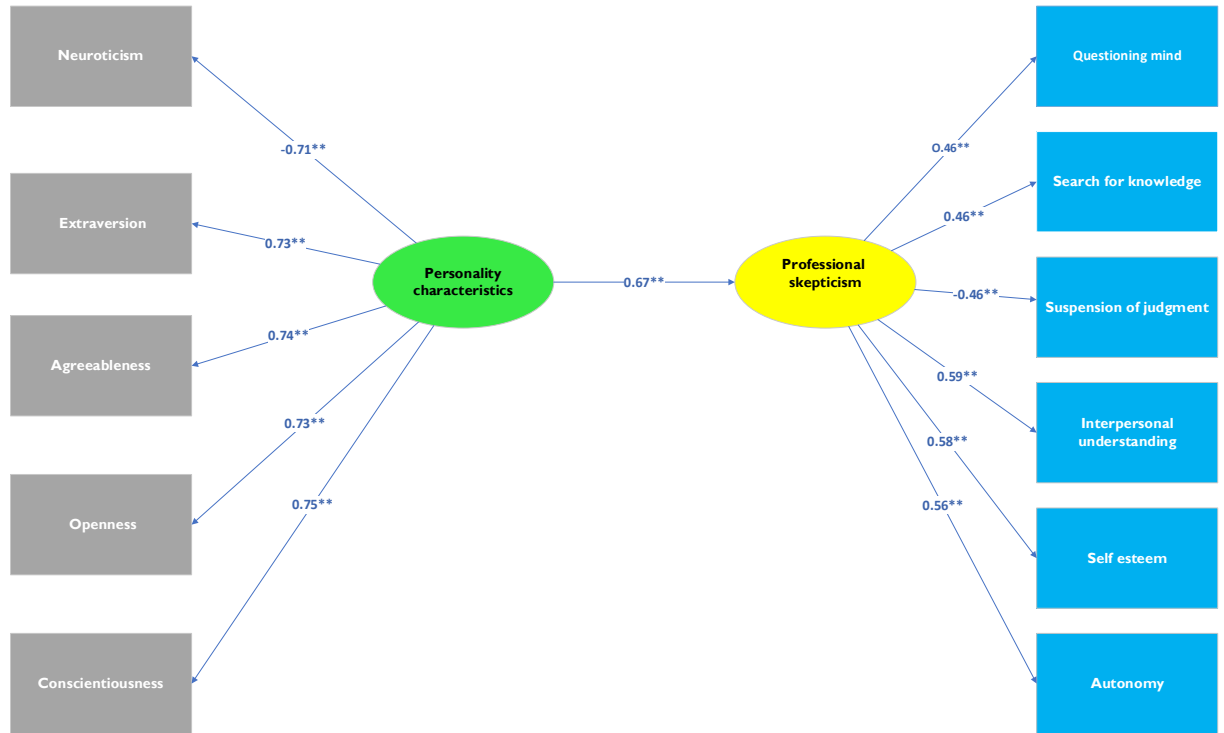 Neuroticism
Questioning mind
-0.71**
O.46**
Search for knowledge
Extraversion
0.46**
0.73**
Personality
characteristics
0.67**
Professional
skepticism
-0.46**
Suspension of judgment
0.74**
Agreeableness
0.59**
0.73**
Interpersonal
understanding
0.58**
0.75**
0.56**
Openness
Self esteem
Conscientiousness
Autonomy